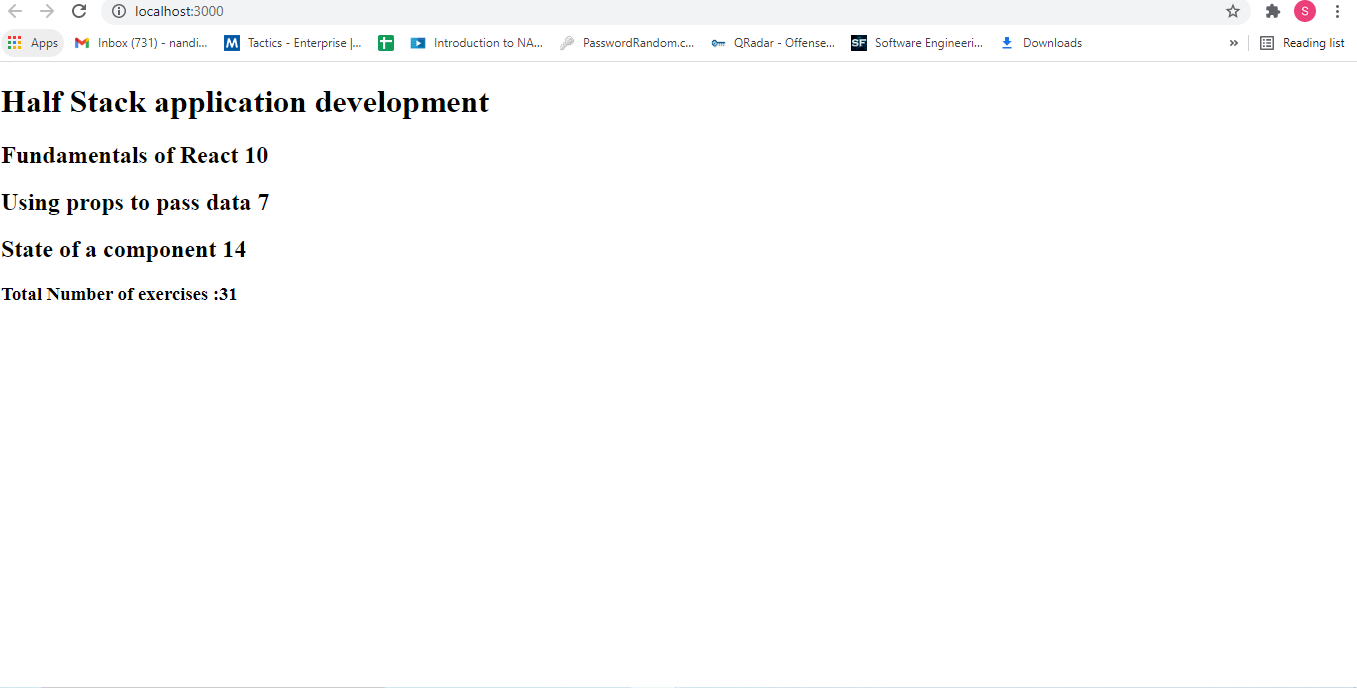 localhost:3000
S
Apps
Inbox (731) - nandi...
M
Tactics - Enterprise |...
Introduction to NA...
PasswordRandom.c...
QRadar - Offense...
SF
Software Engineeri...
Downloads
»
Reading list
Half Stack application development
Fundamentals of React 10
Using props to pass data 7
State of a component 14
Total Number of exercises :31